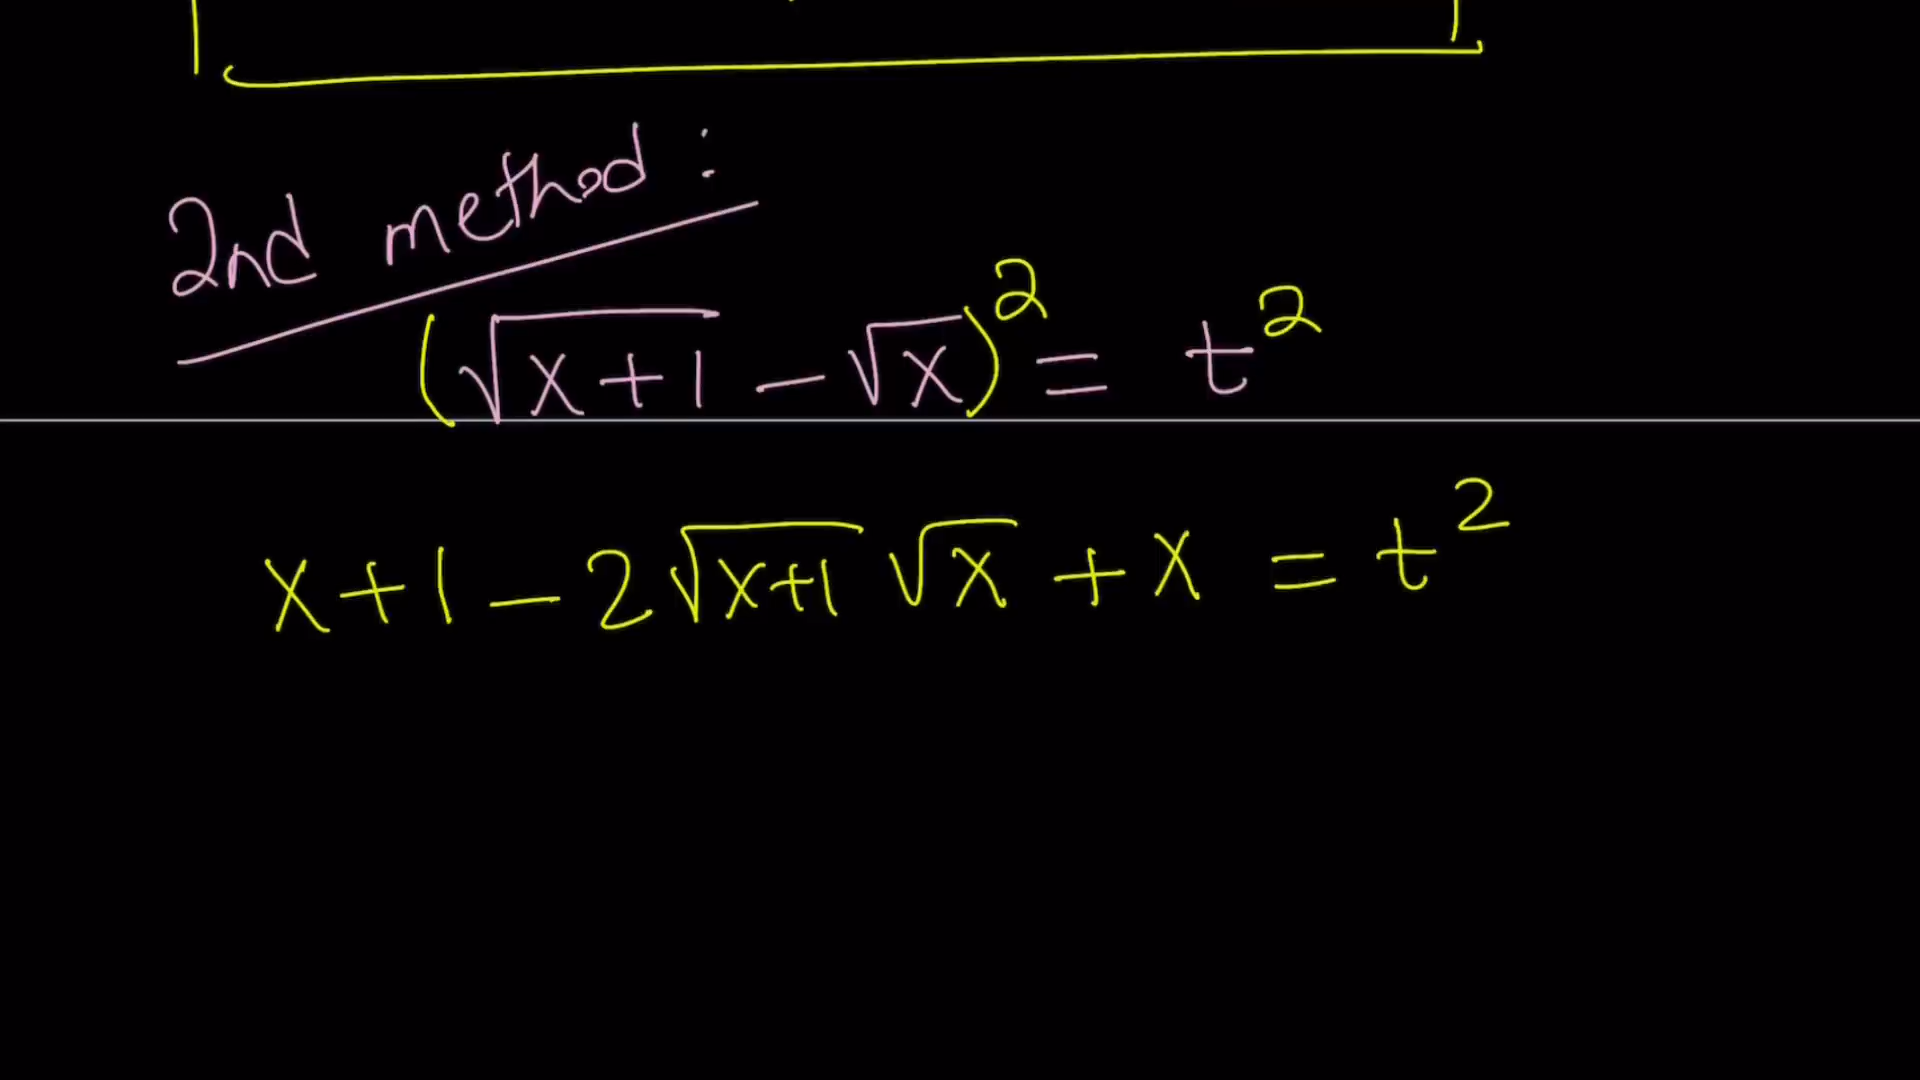 2nd method :
(√(x+1) − √x)² = t²
x+1 − 2√(x+1) √x + x = t²